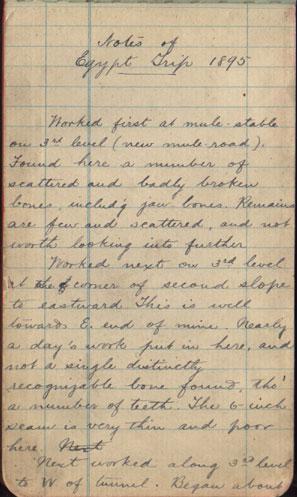 Notes of
Egypt Trip 1895
Worked first at mule-stable
on 3rd level (new mule-road).
Found here a number of
scattered and badly broken
bones, includ'g jaw bones. Remains
are few and scattered, and not
worth looking into further
Worked next on 3rd level
at the corner of second slope
to eastward This is well
towards E. end of mine. Nearly
a day's work put in here, and
not a single distinctly
recognizable bone found, tho'
a number of teeth. The 6-inch
seam is very thin and poor
here. Next
Next worked along 3rd level
to W of tunnel. Began about